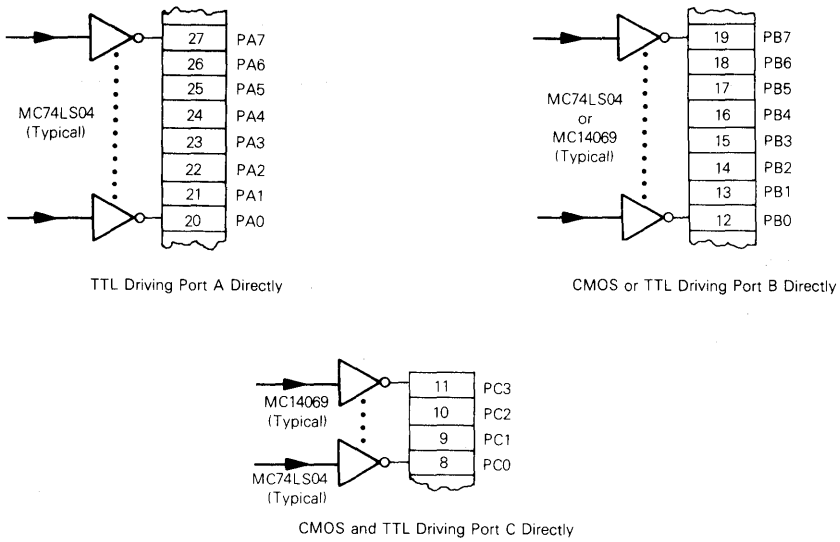 27 PA7
26 PA6
25 PA5
24 PA4
23 PA3
22 PA2
21 PA1
20 PA0
MC74LS04
(Typical)
TTL Driving Port A Directly
19 PB7
18 PB6
17 PB5
16 PB4
15 PB3
14 PB2
13 PB1
12 PB0
MC74LS04
or
MC14069
(Typical)
CMOS or TTL Driving Port B Directly
11 PC3
10 PC2
9 PC1
8 PC0
MC14069
(Typical)
MC74LS04
(Typical)
CMOS and TTL Driving Port C Directly